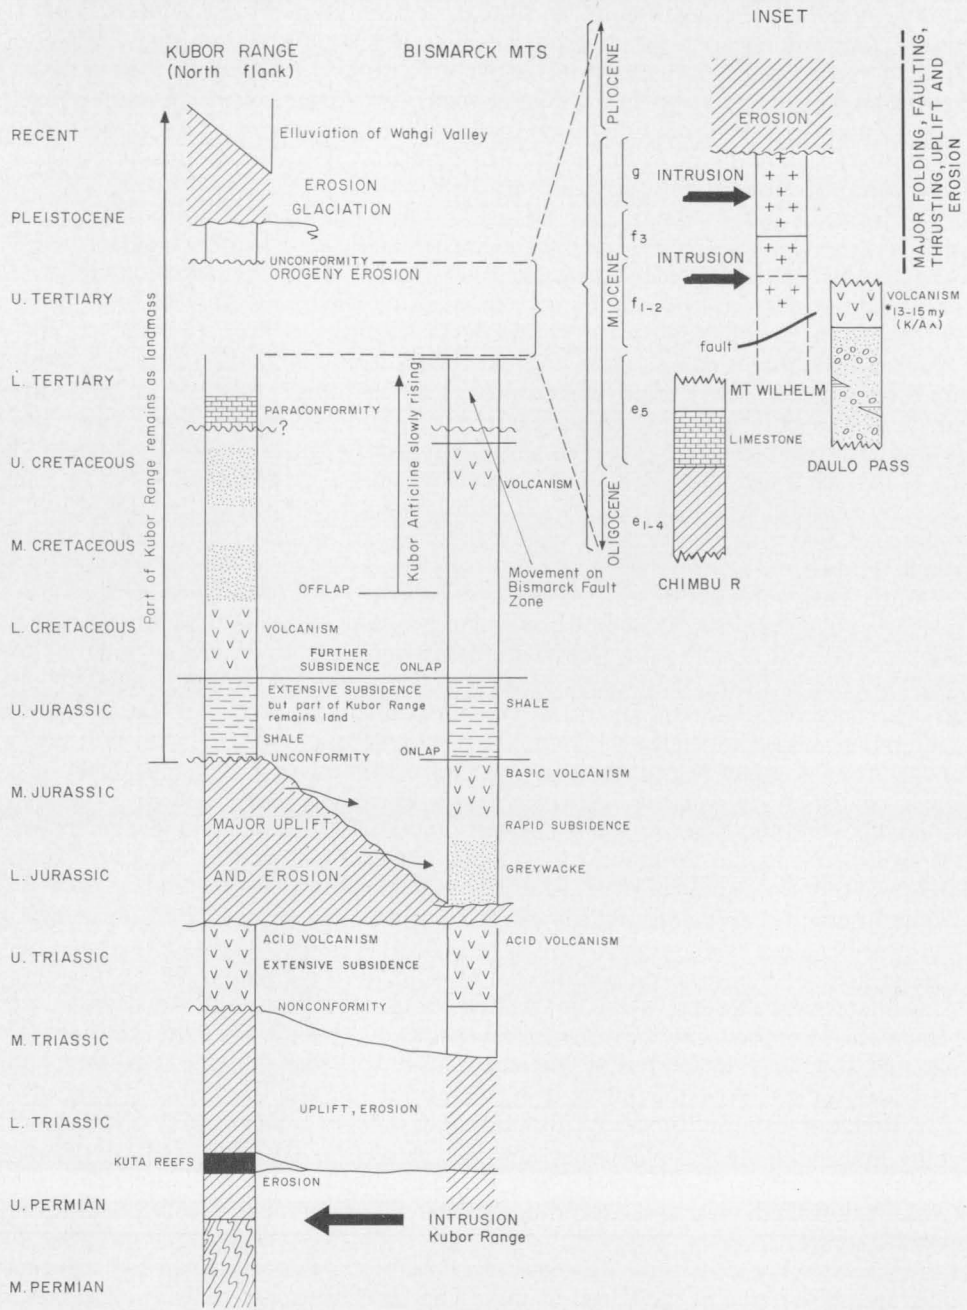 INSET
KUBOR RANGE
(North flank)
BISMARCK MTS
PLIOCENE
MAJOR FOLDING, FAULTING,
THRUSTING, UPLIFT AND
EROSION
EROSION
RECENT
Elluviation of Wahgi Valley
g
INTRUSION
EROSION
GLACIATION
PLEISTOCENE
f3
UNCONFORMITY
OROGENY EROSION
INTRUSION
MIOCENE
U. TERTIARY
f1-2
VOLCANISM
*13-15 my
(K/A^)
fault
Part of Kubor Range remains as landmass
L. TERTIARY
Kubor Anticline slowly rising
MT WILHELM
PARACONFORMITY
?
e5
LIMESTONE
U. CRETACEOUS
DAULO PASS
VOLCANISM
OLIGOCENE
e1-4
M. CRETACEOUS
Movement on
Bismarck Fault
Zone
CHIMBU R
OFFLAP
L. CRETACEOUS
VOLCANISM
FURTHER
SUBSIDENCE
ONLAP
EXTENSIVE SUBSIDENCE
but part of Kubor Range
remains land
U. JURASSIC
SHALE
SHALE
UNCONFORMITY
ONLAP
BASIC VOLCANISM
M. JURASSIC
MAJOR UPLIFT
RAPID SUBSIDENCE
L. JURASSIC
AND EROSION
GREYWACKE
ACID VOLCANISM
ACID VOLCANISM
U. TRIASSIC
EXTENSIVE SUBSIDENCE
NONCONFORMITY
M. TRIASSIC
UPLIFT, EROSION
L. TRIASSIC
KUTA REEFS
EROSION
U. PERMIAN
INTRUSION
Kubor Range
M. PERMIAN